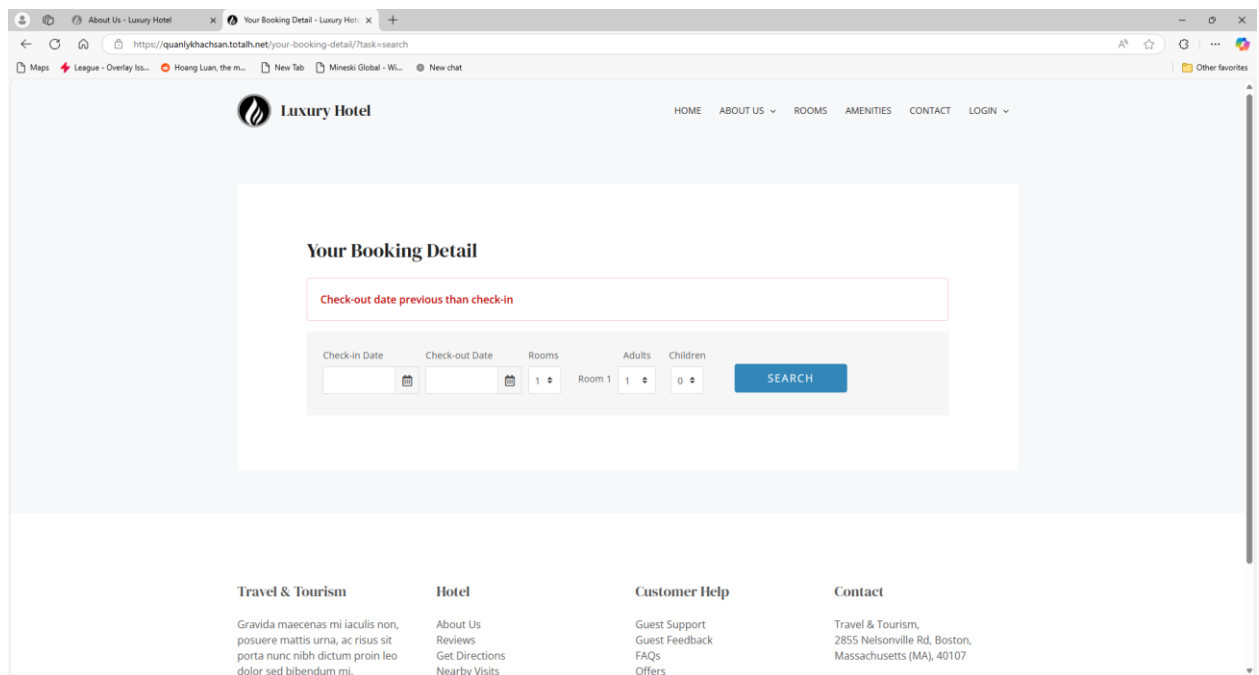 About Us - Luxury Hotel
Your Booking Detail - Luxury Hot
https://quanlykhachsan.totalh.net/your-booking-detail/?task=search
Maps League - Overlay Iss... Hoang Luan, the m... New Tab Mineski Global - Wi... New chat Other favorites
Luxury Hotel
HOME ABOUT US ROOMS AMENITIES CONTACT LOGIN
Your Booking Detail
Check-out date previous than check-in
Check-in Date Check-out Date Rooms Adults Children
1 Room 1 1 0 SEARCH
Travel & Tourism
Gravida maecenas mi iaculis non,
posuere mattis urna, ac risus sit
porta nunc nibh dictum proin leo
dolor sed bibendum mi.
Hotel
About Us
Reviews
Get Directions
Nearby Visits
Customer Help
Guest Support
Guest Feedback
FAQs
Offers
Contact
Travel & Tourism,
2855 Nelsonville Rd, Boston,
Massachusetts (MA), 40107